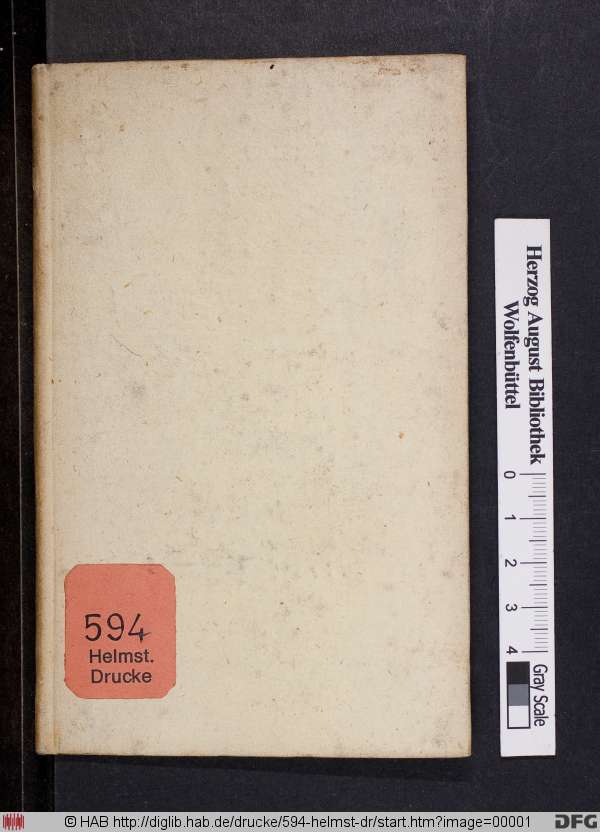 594
Helmst.
Drucke
Herzog August Bibliothek
Wolfenbüttel
0 1 2 3 4
Gray Scale
© HAB http://diglib.hab.de/drucke/594-helmst-dr/start.htm?image=00001
DFG